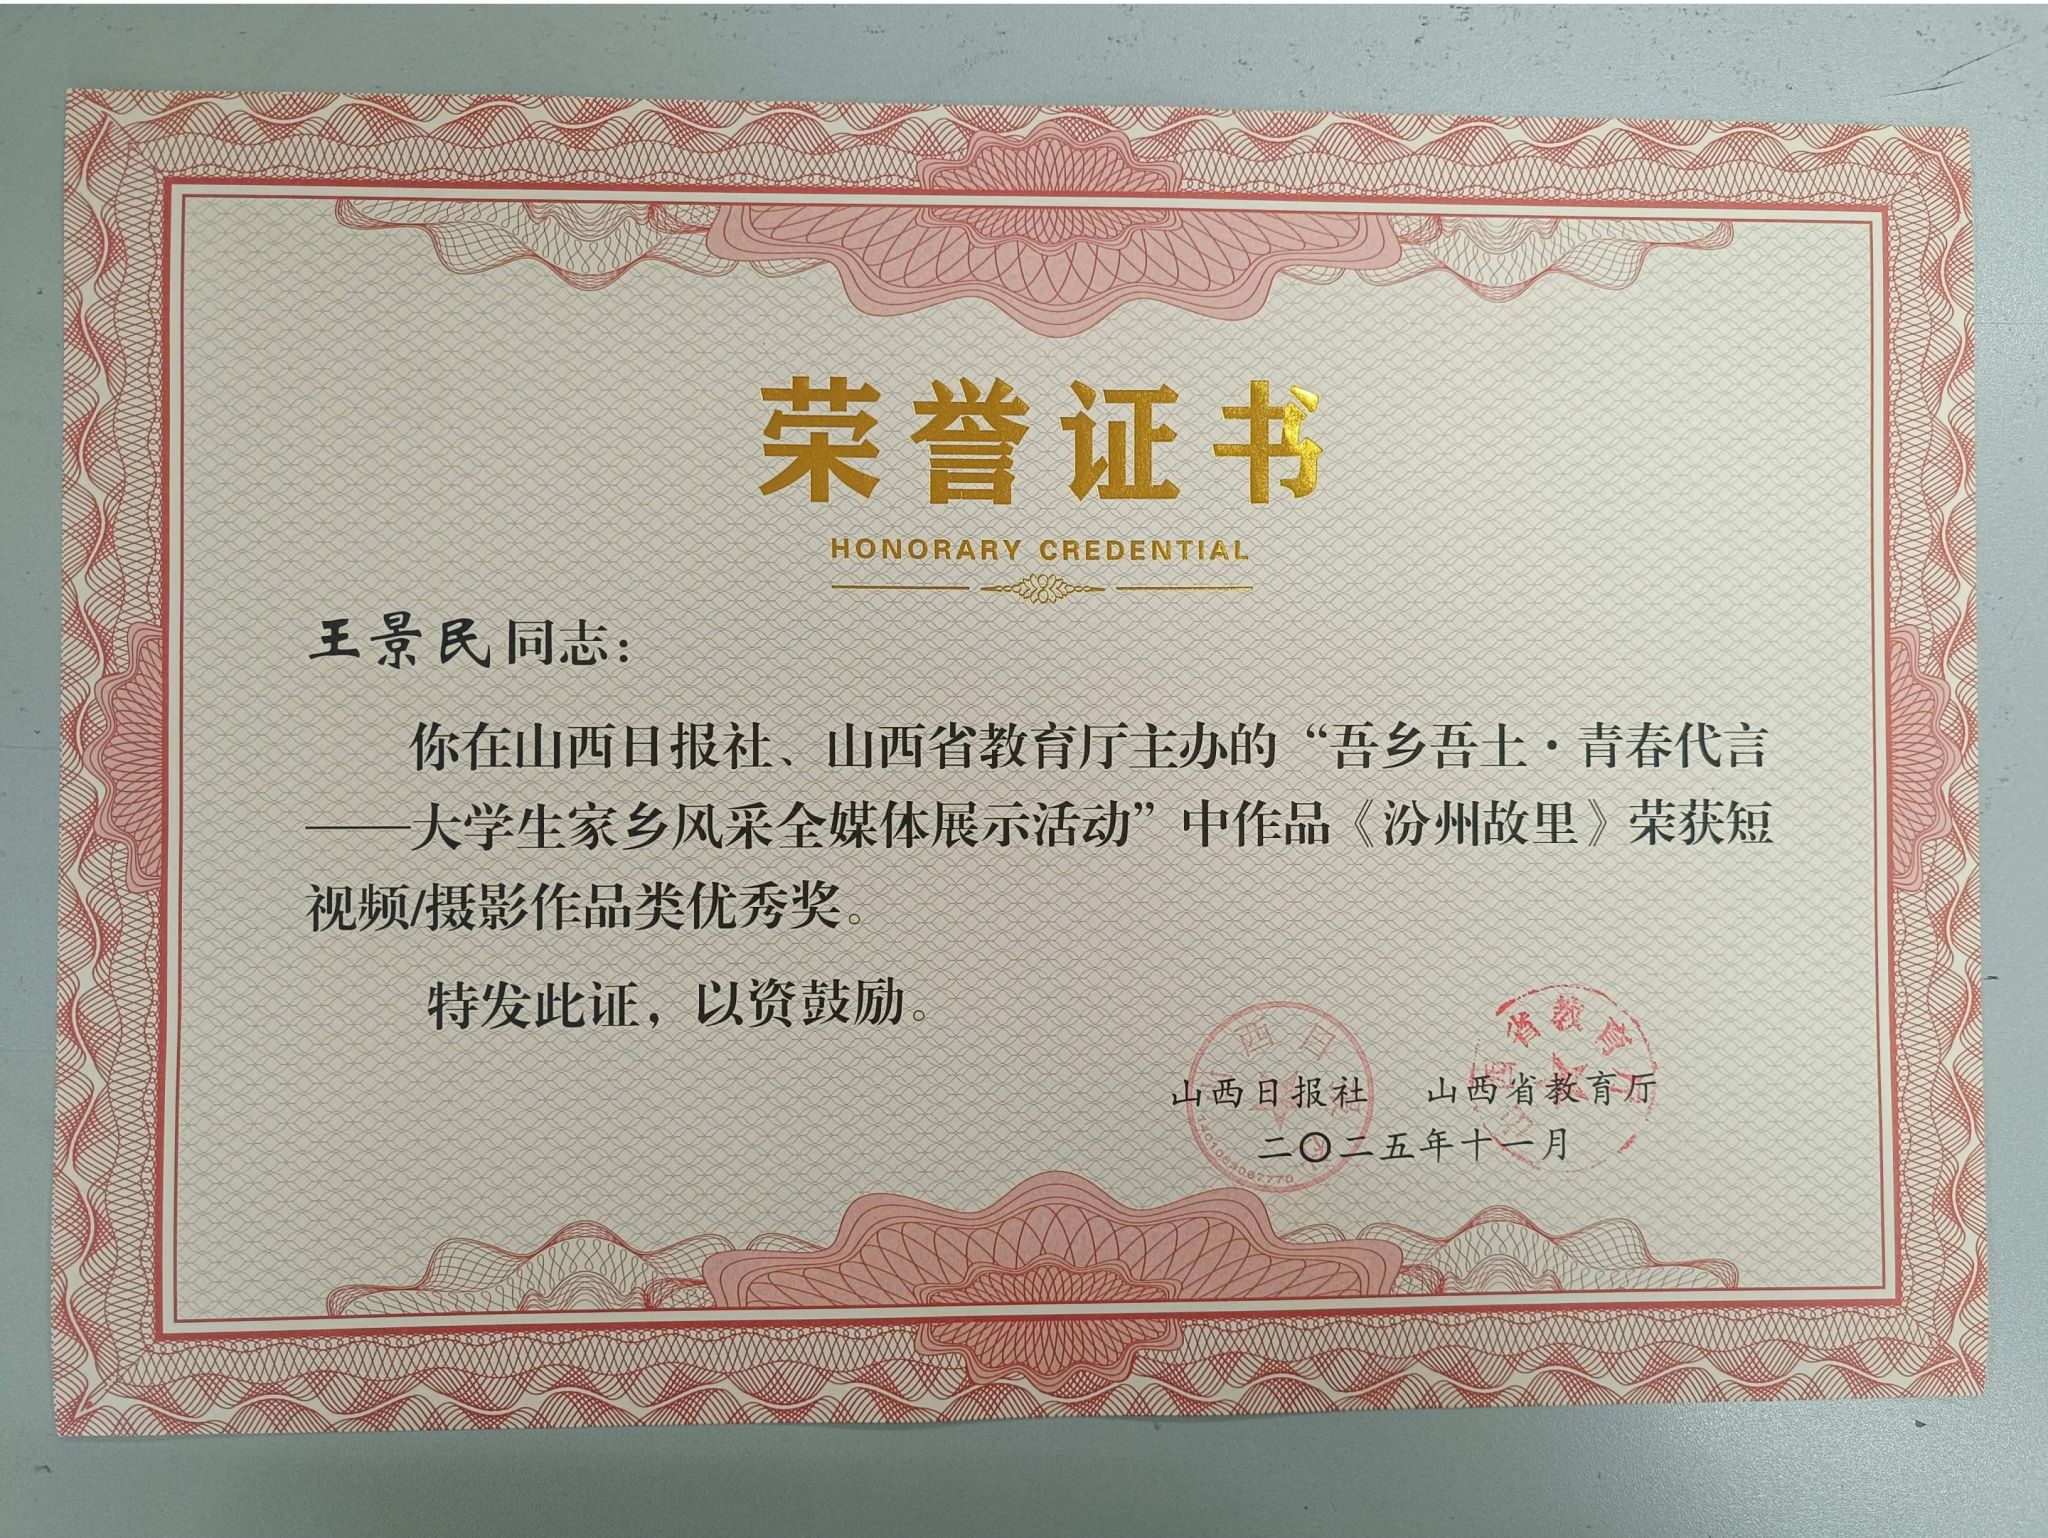 荣誉证书
HONORARY CREDENTIAL
王景民同志：
你在山西日报社、山西省教育厅主办的“吾乡吾土·青春代言
——大学生家乡风采全媒体展示活动”中作品《汾州故里》荣获短
视频/摄影作品类优秀奖。
特发此证，以资鼓励。
西日
省教育
山西日报社 山西省教育厅
二〇二五年十一月